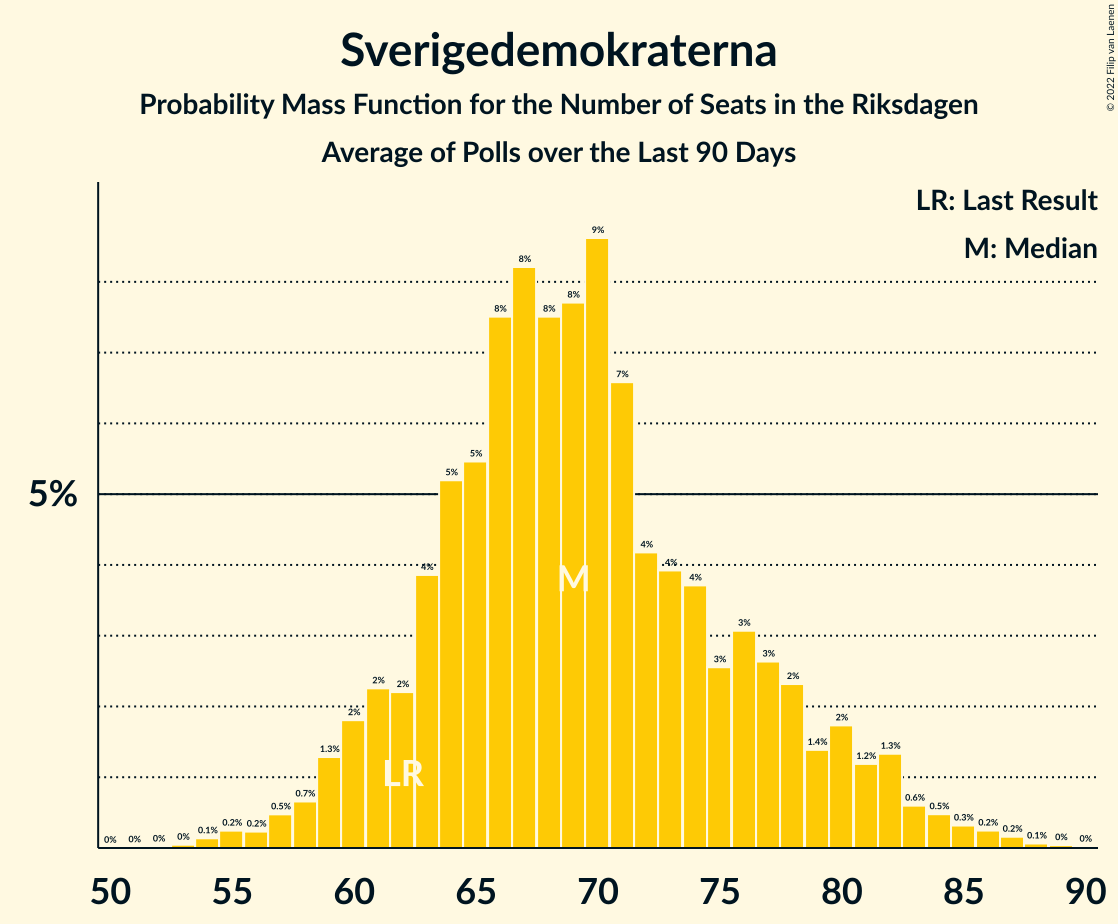 Sverigedemokraterna
Probability Mass Function for the Number of Seats in the Riksdagen
Average of Polls over the Last 90 Days
© 2022 Filip van Laenen
LR: Last Result
M: Median
5%
0% 0% 0% 0% 0.1% 0.2% 0.2% 0.5% 0.7% 1.3% 2% 2% 2% 4% 5% 5% 8% 8% 8% 8% 9% 7% 4% 4% 4% 3% 3% 3% 2% 1.4% 2% 1.2% 1.3% 0.6% 0.5% 0.3% 0.2% 0.2% 0.1% 0% 0%
M
LR
50 55 60 65 70 75 80 85 90